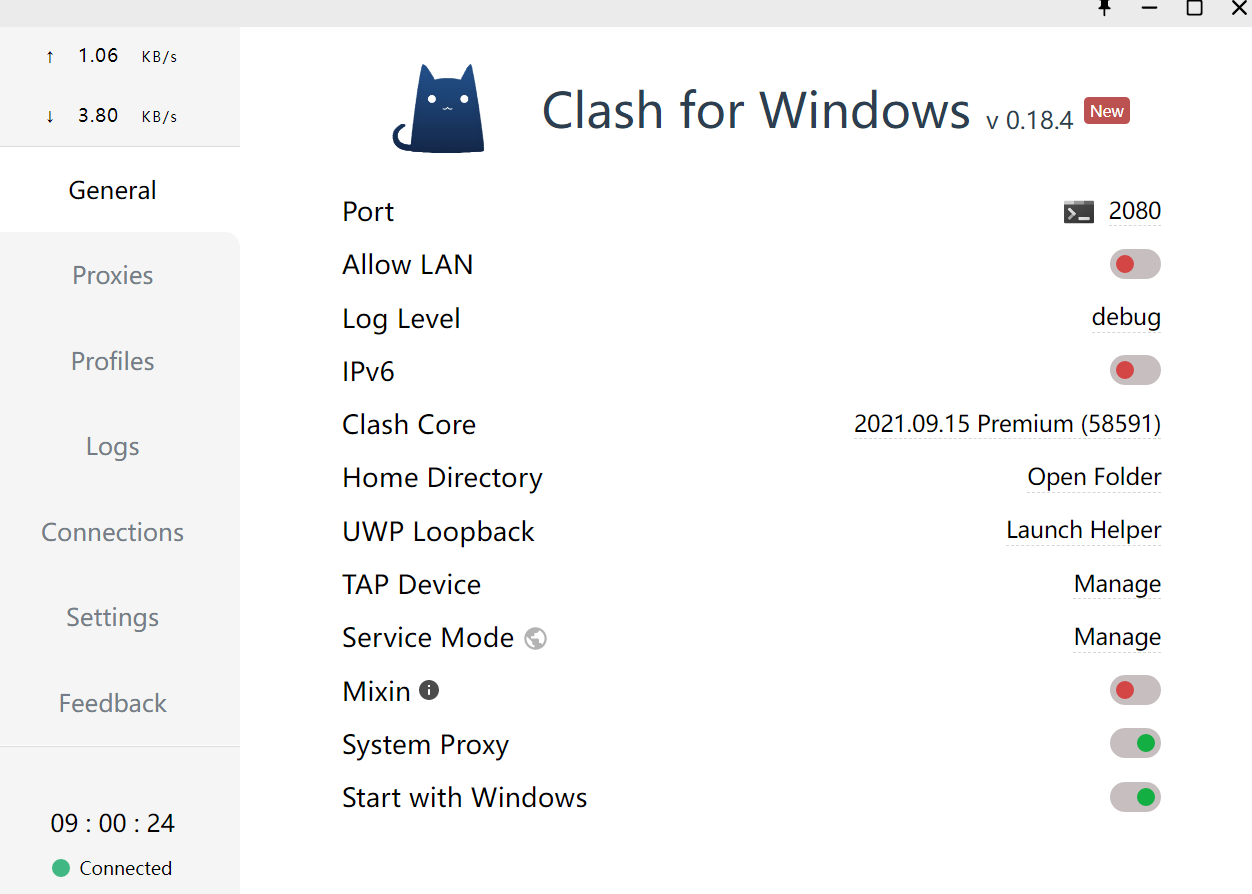 ↑ 1.06 KB/s
↓ 3.80 KB/s
General
Proxies
Profiles
Logs
Connections
Settings
Feedback
09 : 00 : 24
Connected
Clash for Windows v 0.18.4 New
Port 2080
Allow LAN
Log Level debug
IPv6
Clash Core 2021.09.15 Premium (58591)
Home Directory Open Folder
UWP Loopback Launch Helper
TAP Device Manage
Service Mode Manage
Mixin
System Proxy
Start with Windows